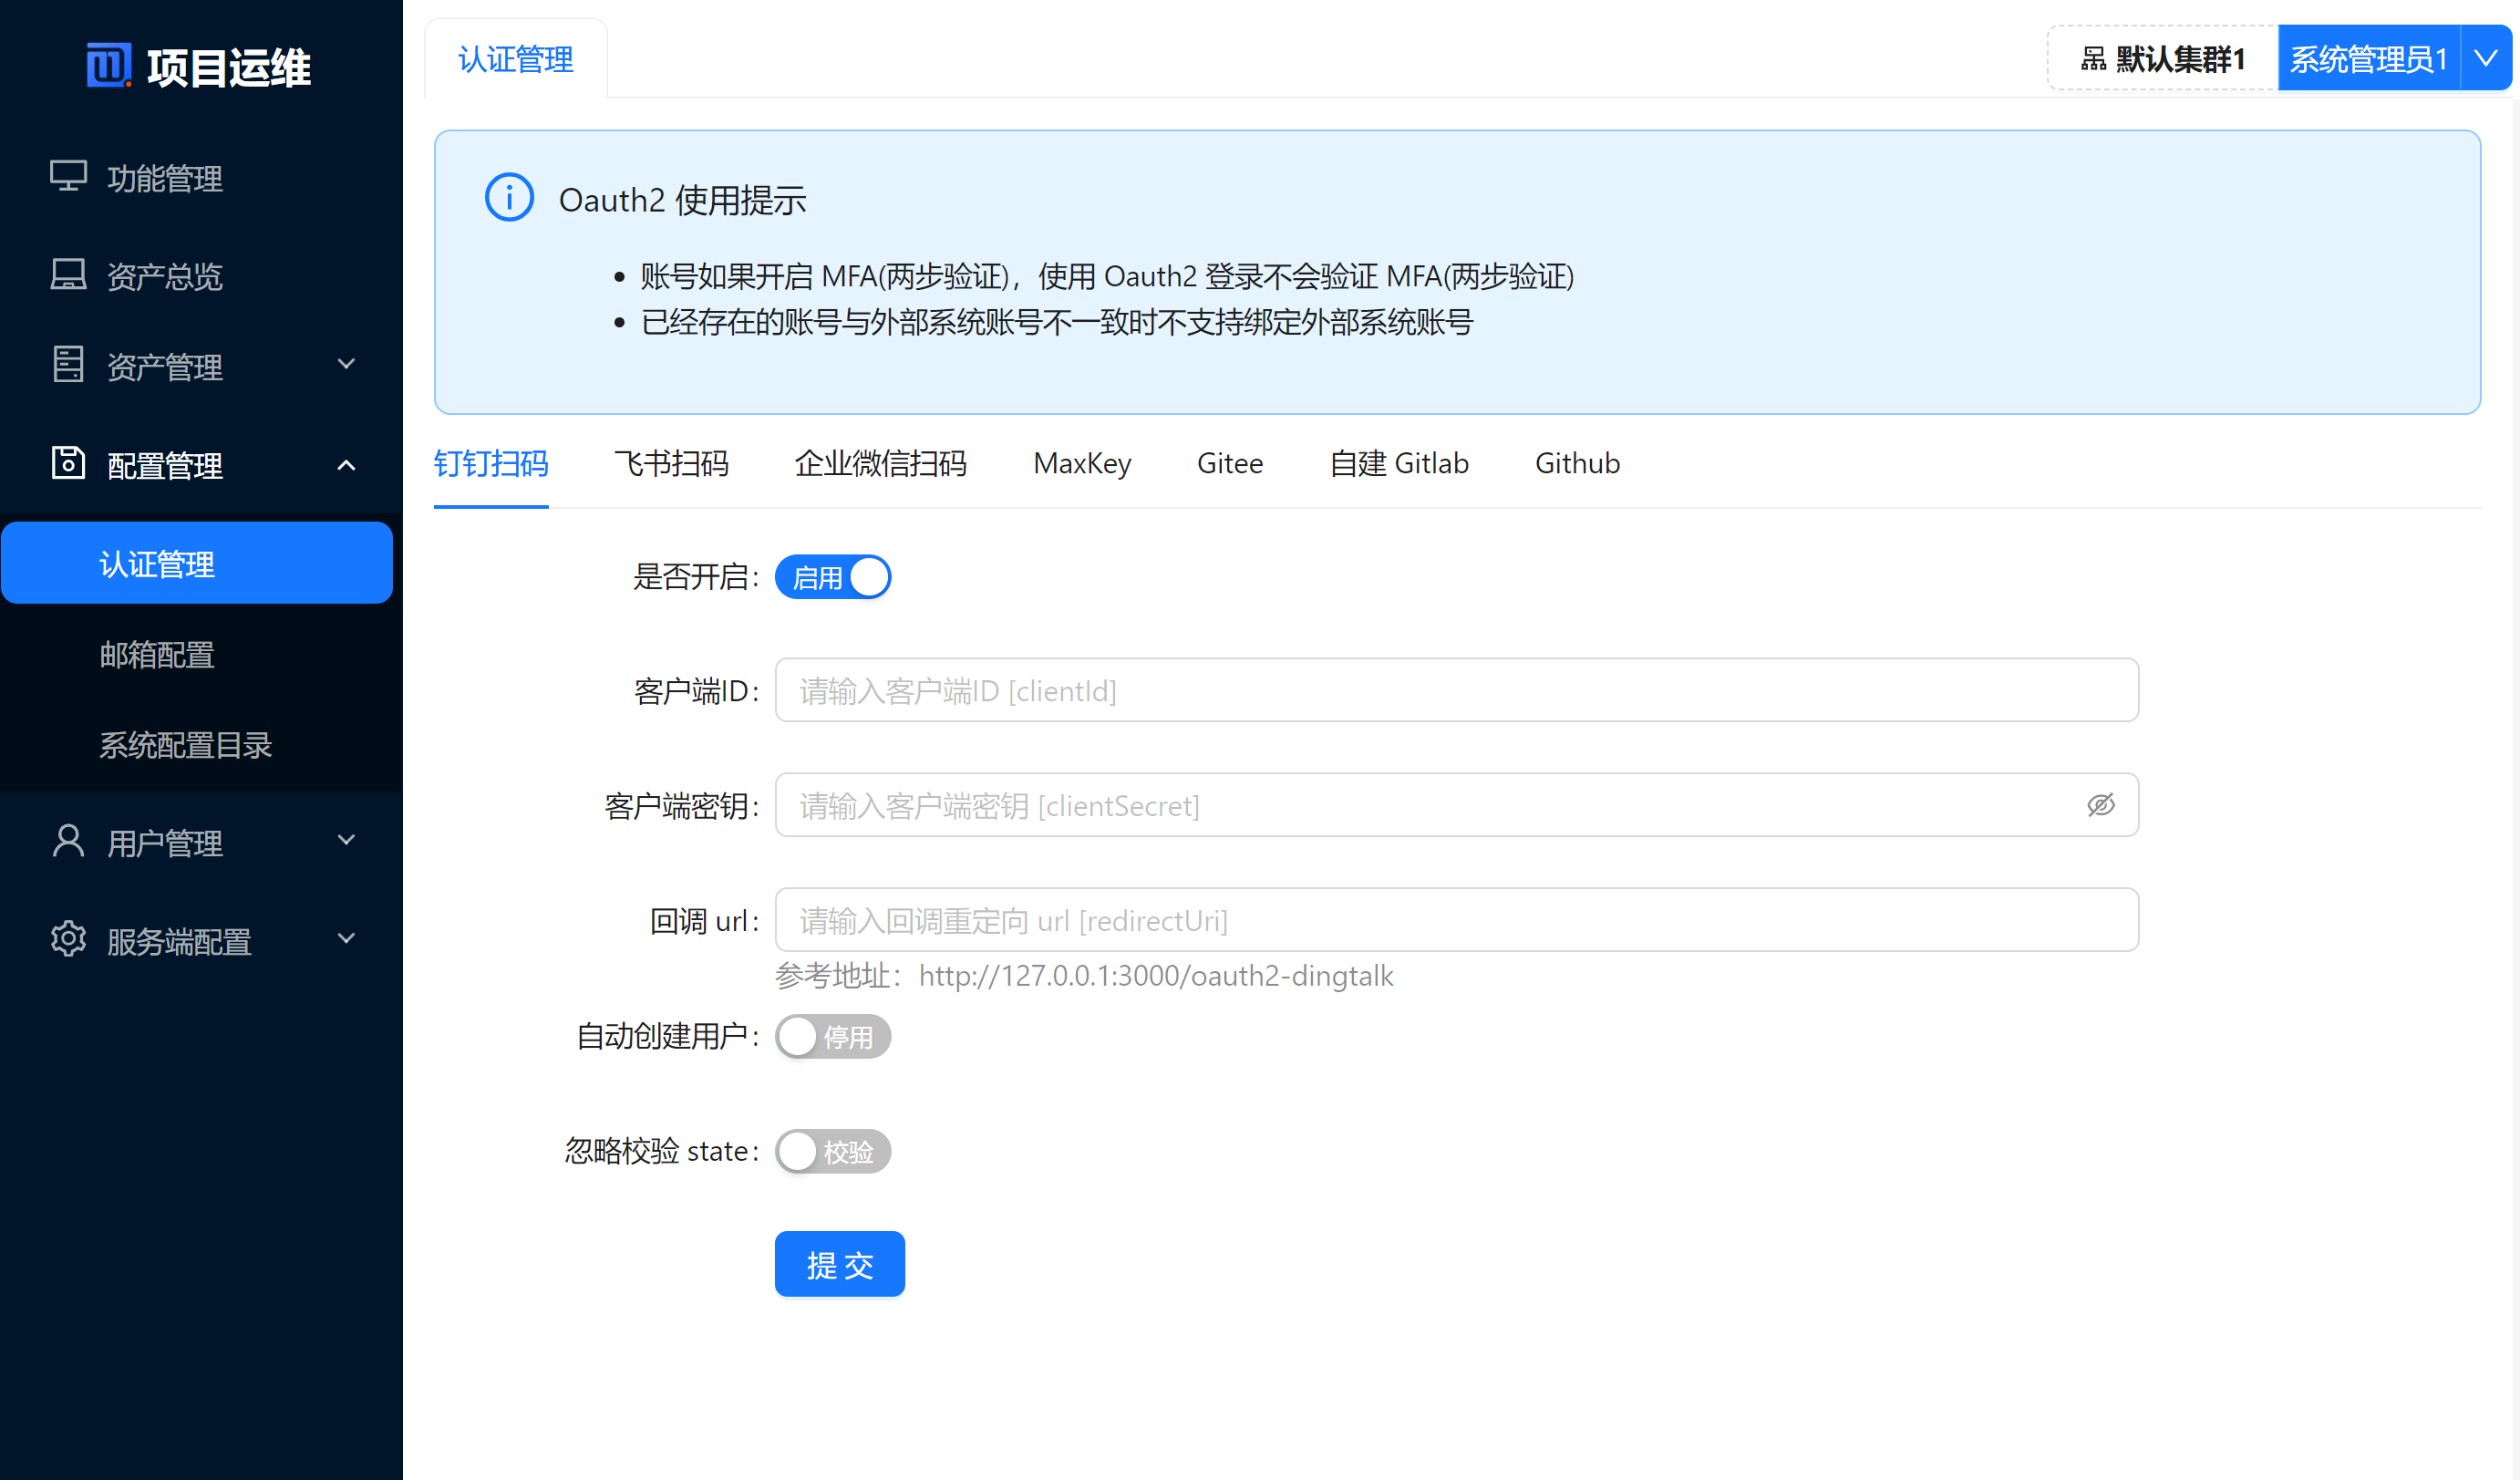 项目运维
功能管理
资产总览
资产管理
配置管理
认证管理
邮箱配置
系统配置目录
用户管理
服务端配置
认证管理
默认集群1
系统管理员1
Oauth2 使用提示
账号如果开启 MFA(两步验证)，使用 Oauth2 登录不会验证 MFA(两步验证)
已经存在的账号与外部系统账号不一致时不支持绑定外部系统账号
钉钉扫码 飞书扫码 企业微信扫码 MaxKey Gitee 自建 Gitlab Github
是否开启: 启用
客户端ID: 请输入客户端ID [clientId]
客户端密钥: 请输入客户端密钥 [clientSecret]
回调 url: 请输入回调重定向 url [redirectUri]
参考地址：http://127.0.0.1:3000/oauth2-dingtalk
自动创建用户: 停用
忽略校验 state: 校验
提 交